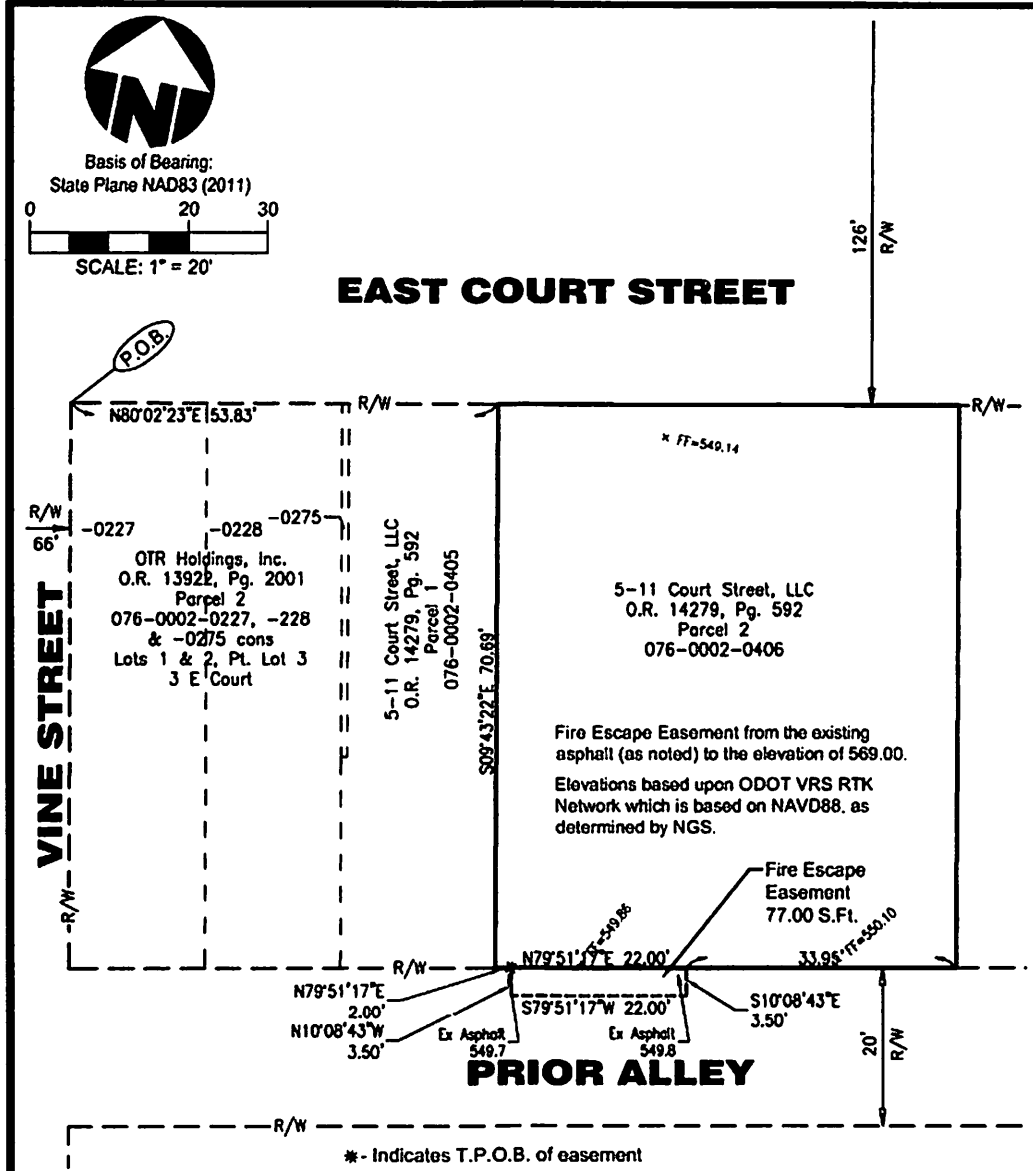 N
Basis of Bearing:
State Plane NAD83 (2011)
0 20 30
SCALE: 1" = 20'
126'
R/W
EAST COURT STREET
P.O.B.
R/W
R/W
N80°02'23"E 53.83'
x FF=549.14
R/W
66'
-0227
-0228
-0275
OTR Holdings, Inc.
O.R. 13922, Pg. 2001
Parcel 2
076-0002-0227, -228
& -0275 cons
Lots 1 & 2, Pt. Lot 3
3 E Court
5-11 Court Street, LLC
O.R. 14279, Pg. 592
Parcel 1
076-0002-0405
S09°43'22"E 70.69'
5-11 Court Street, LLC
O.R. 14279, Pg. 592
Parcel 2
076-0002-0406
VINE STREET
R/W
Fire Escape Easement from the existing
asphalt (as noted) to the elevation of 569.00.
Elevations based upon ODOT VRS RTK
Network which is based on NAVD88, as
determined by NGS.
Fire Escape
Easement
77.00 S.Ft.
FF=549.86
FF=550.10
N79°51'17"E 22.00'
33.95'
R/W
N79°51'17"E
2.00'
N10°08'43"W
3.50'
S79°51'17"W 22.00'
S10°08'43"E
3.50'
Ex Asphalt
549.7
Ex Asphalt
549.8
20'
R/W
PRIOR ALLEY
R/W
*- Indicates T.P.O.B. of easement